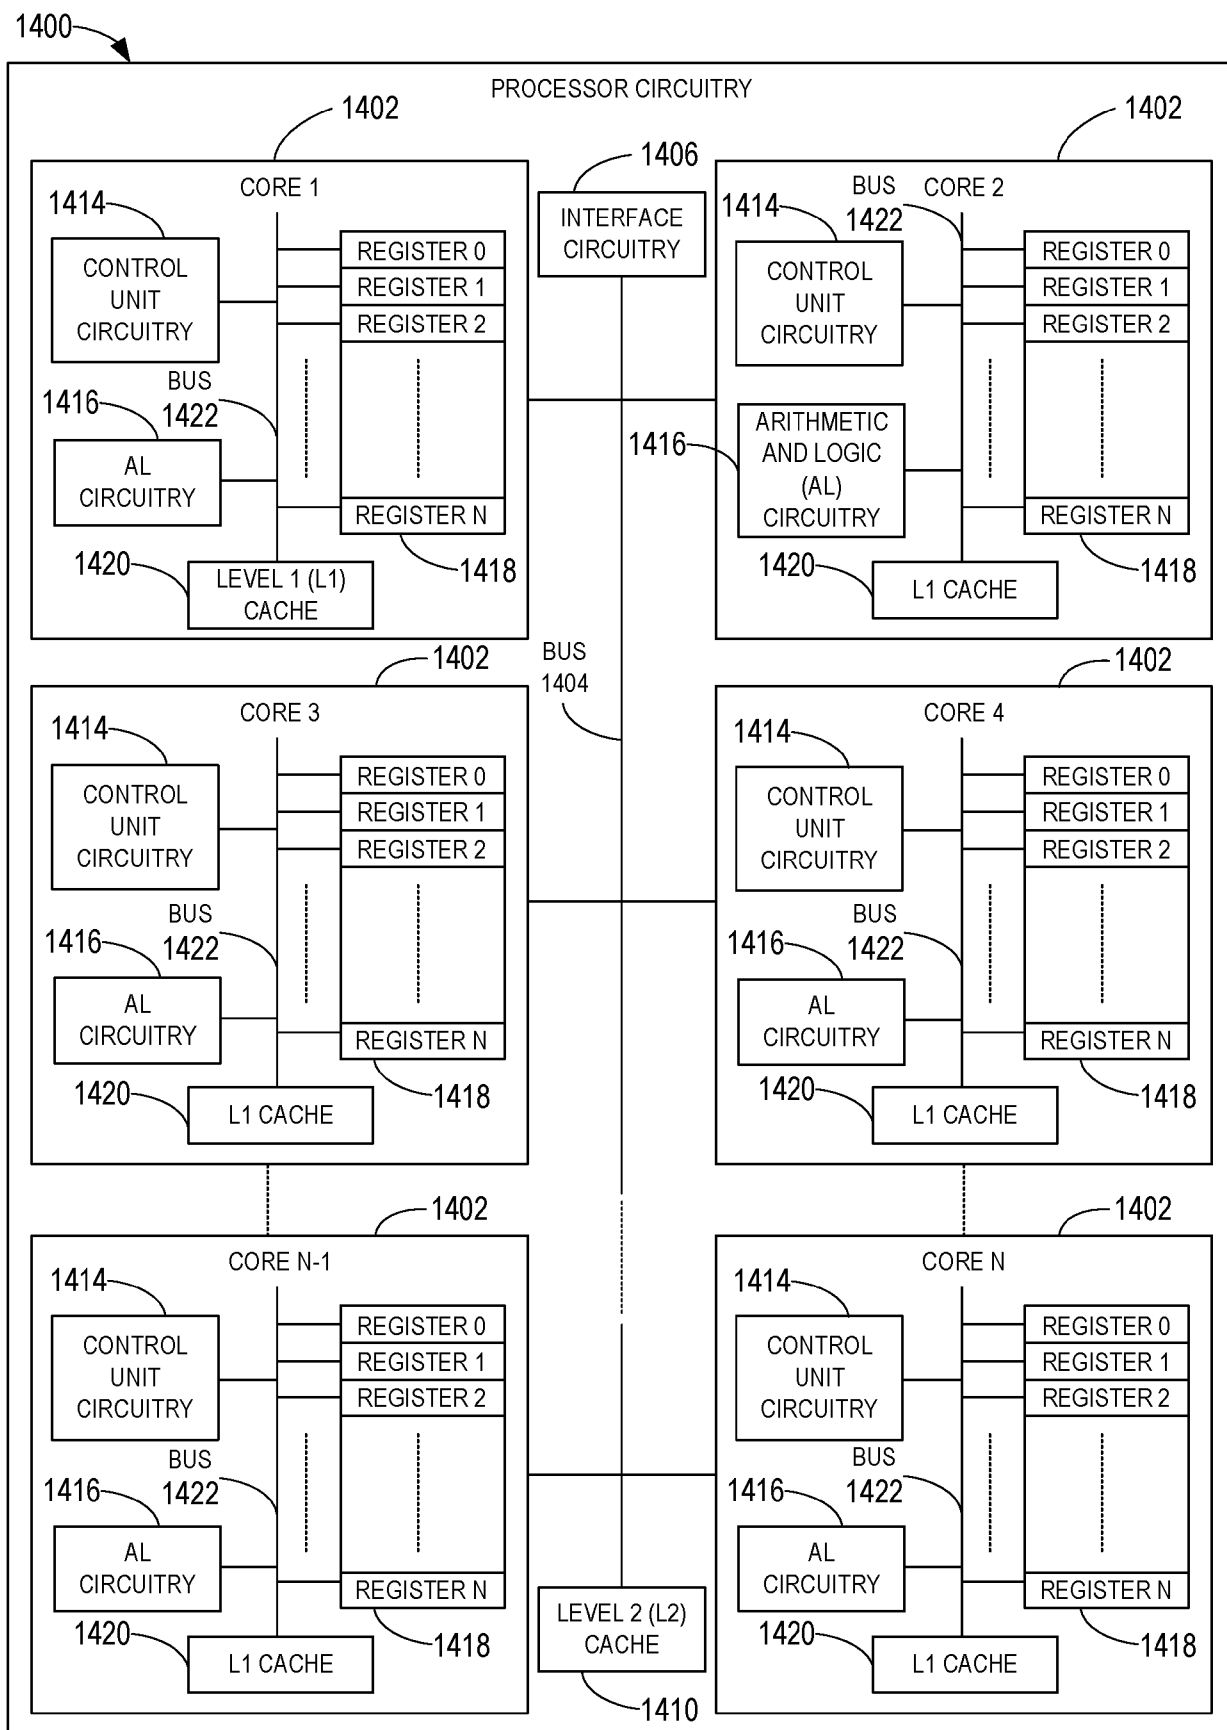 1400
PROCESSOR CIRCUITRY
1402
CORE 1
1414
CONTROL
UNIT
CIRCUITRY
REGISTER 0
REGISTER 1
REGISTER 2
BUS
1422
1416
AL
CIRCUITRY
REGISTER N
1418
1420
LEVEL 1 (L1)
CACHE
1406
INTERFACE
CIRCUITRY
1402
BUS
1422
CORE 2
1414
CONTROL
UNIT
CIRCUITRY
REGISTER 0
REGISTER 1
REGISTER 2
1416
ARITHMETIC
AND LOGIC
(AL)
CIRCUITRY
REGISTER N
1418
1420
L1 CACHE
BUS
1404
1402
CORE 3
1414
CONTROL
UNIT
CIRCUITRY
REGISTER 0
REGISTER 1
REGISTER 2
BUS
1422
1416
AL
CIRCUITRY
REGISTER N
1418
1420
L1 CACHE
1402
CORE 4
1414
CONTROL
UNIT
CIRCUITRY
REGISTER 0
REGISTER 1
REGISTER 2
BUS
1422
1416
AL
CIRCUITRY
REGISTER N
1418
1420
L1 CACHE
1402
CORE N-1
1414
CONTROL
UNIT
CIRCUITRY
REGISTER 0
REGISTER 1
REGISTER 2
BUS
1422
1416
AL
CIRCUITRY
REGISTER N
1418
1420
L1 CACHE
LEVEL 2 (L2)
CACHE
1410
1402
CORE N
1414
CONTROL
UNIT
CIRCUITRY
REGISTER 0
REGISTER 1
REGISTER 2
BUS
1422
1416
AL
CIRCUITRY
REGISTER N
1418
1420
L1 CACHE